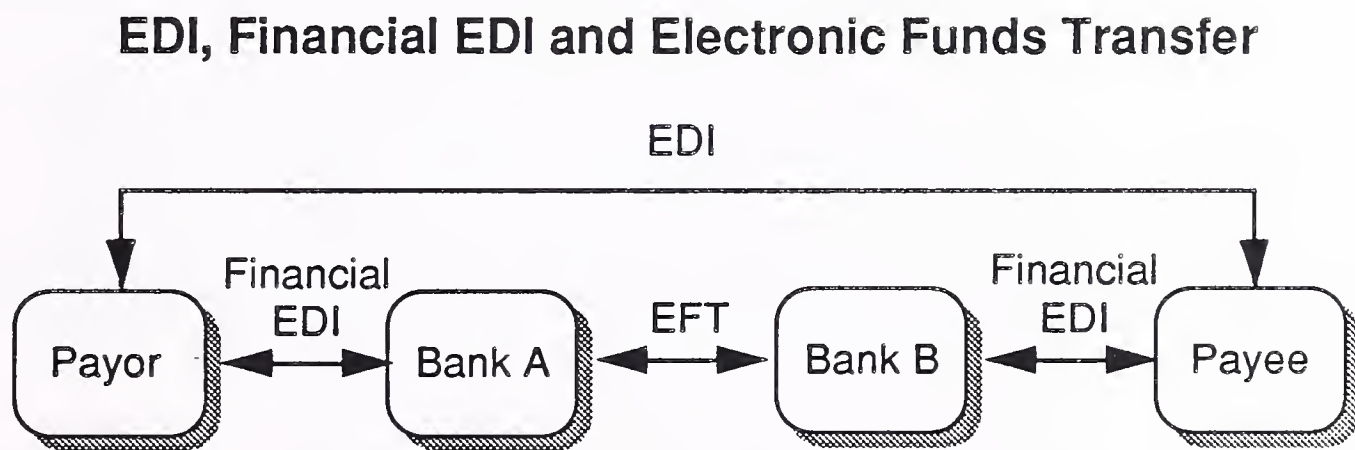 EDI, Financial EDI and Electronic Funds Transfer
EDI
Financial
EDI
EFT
Financial
EDI
Payor
Bank A
Bank B
Payee